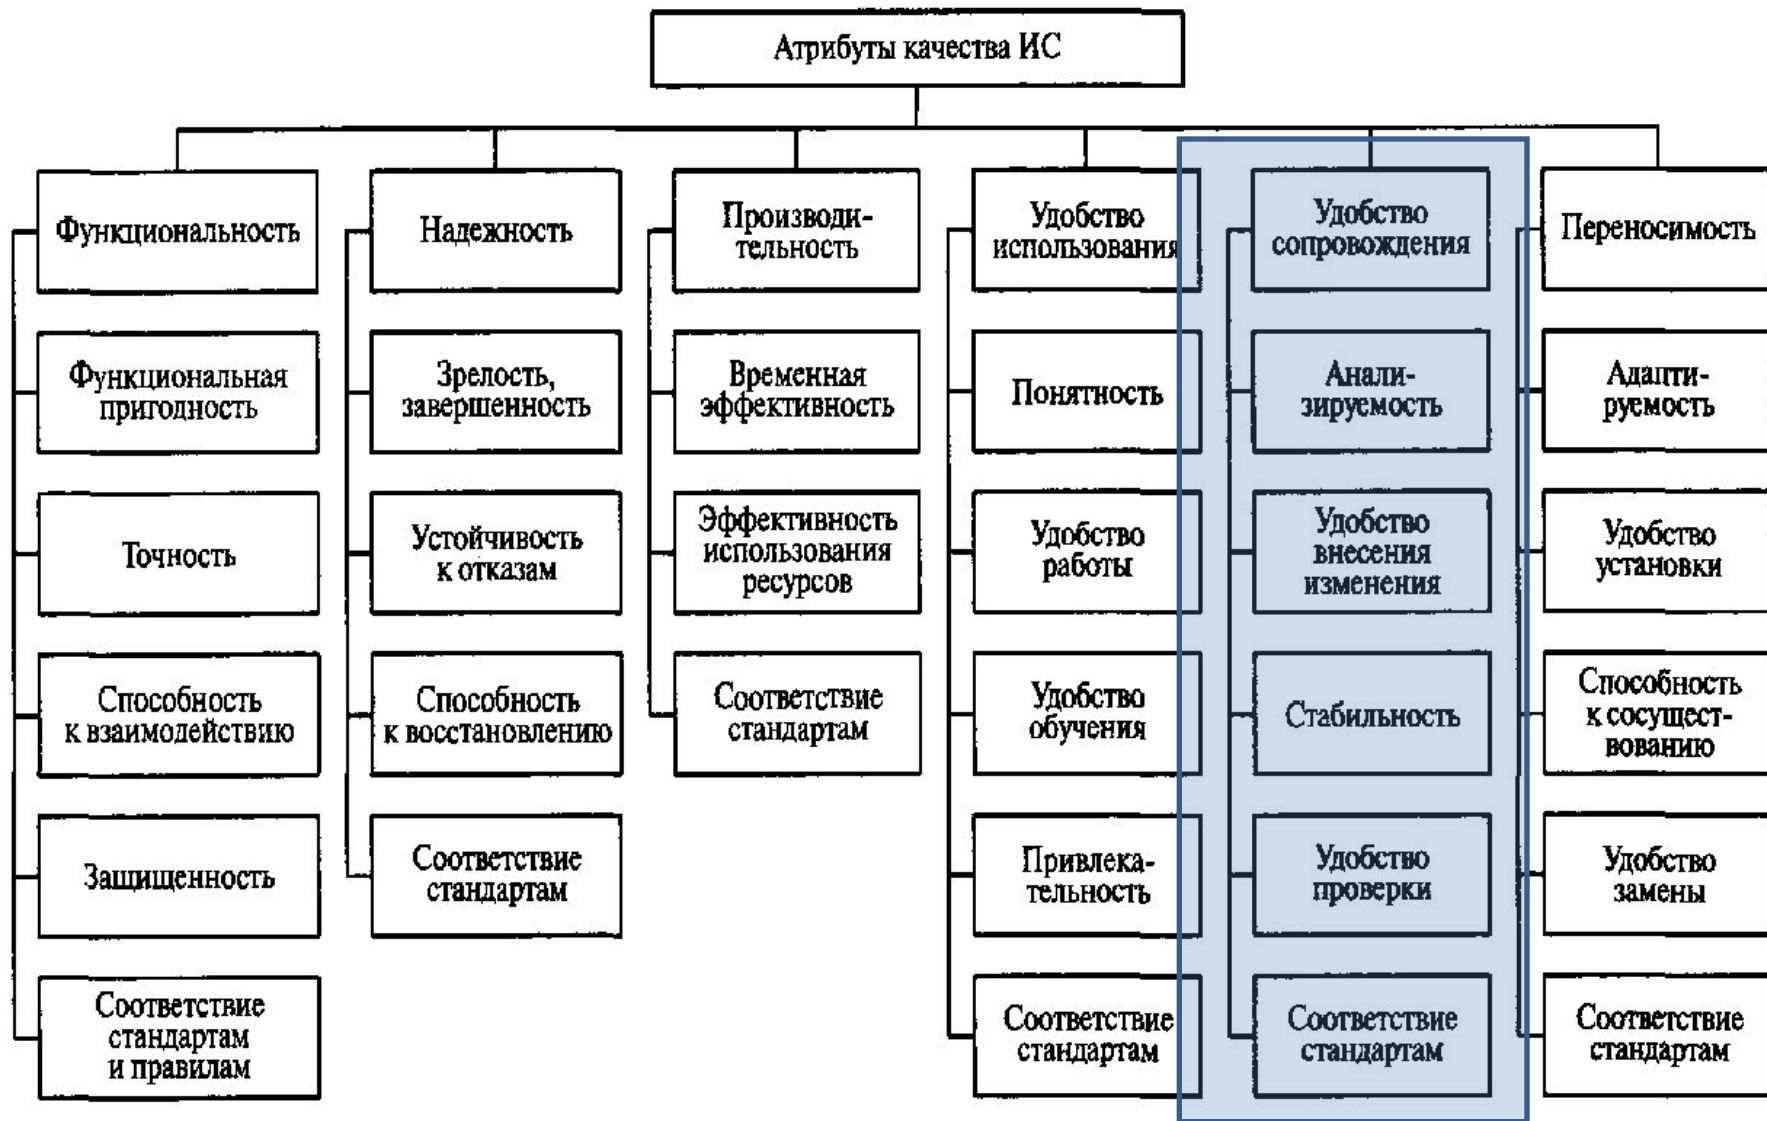 Атрибуты качества ИС
Функциональность
Функциональная
пригодность
Точность
Способность
к взаимодействию
Защищенность
Соответствие
стандартам
и правилам
Надежность
Зрелость,
завершенность
Устойчивость
к отказам
Способность
к восстановлению
Соответствие
стандартам
Производи-
тельность
Временная
эффективность
Эффективность
использования
ресурсов
Соответствие
стандартам
Удобство
использования
Понятность
Удобство
работы
Удобство
обучения
Привлека-
тельность
Соответствие
стандартам
Удобство
сопровождения
Анали-
зируемость
Удобство
внесения
изменения
Стабильность
Удобство
проверки
Соответствие
стандартам
Переносимость
Адапти-
руемость
Удобство
установки
Способность
к сосущест-
вованию
Удобство
замены
Соответствие
стандартам